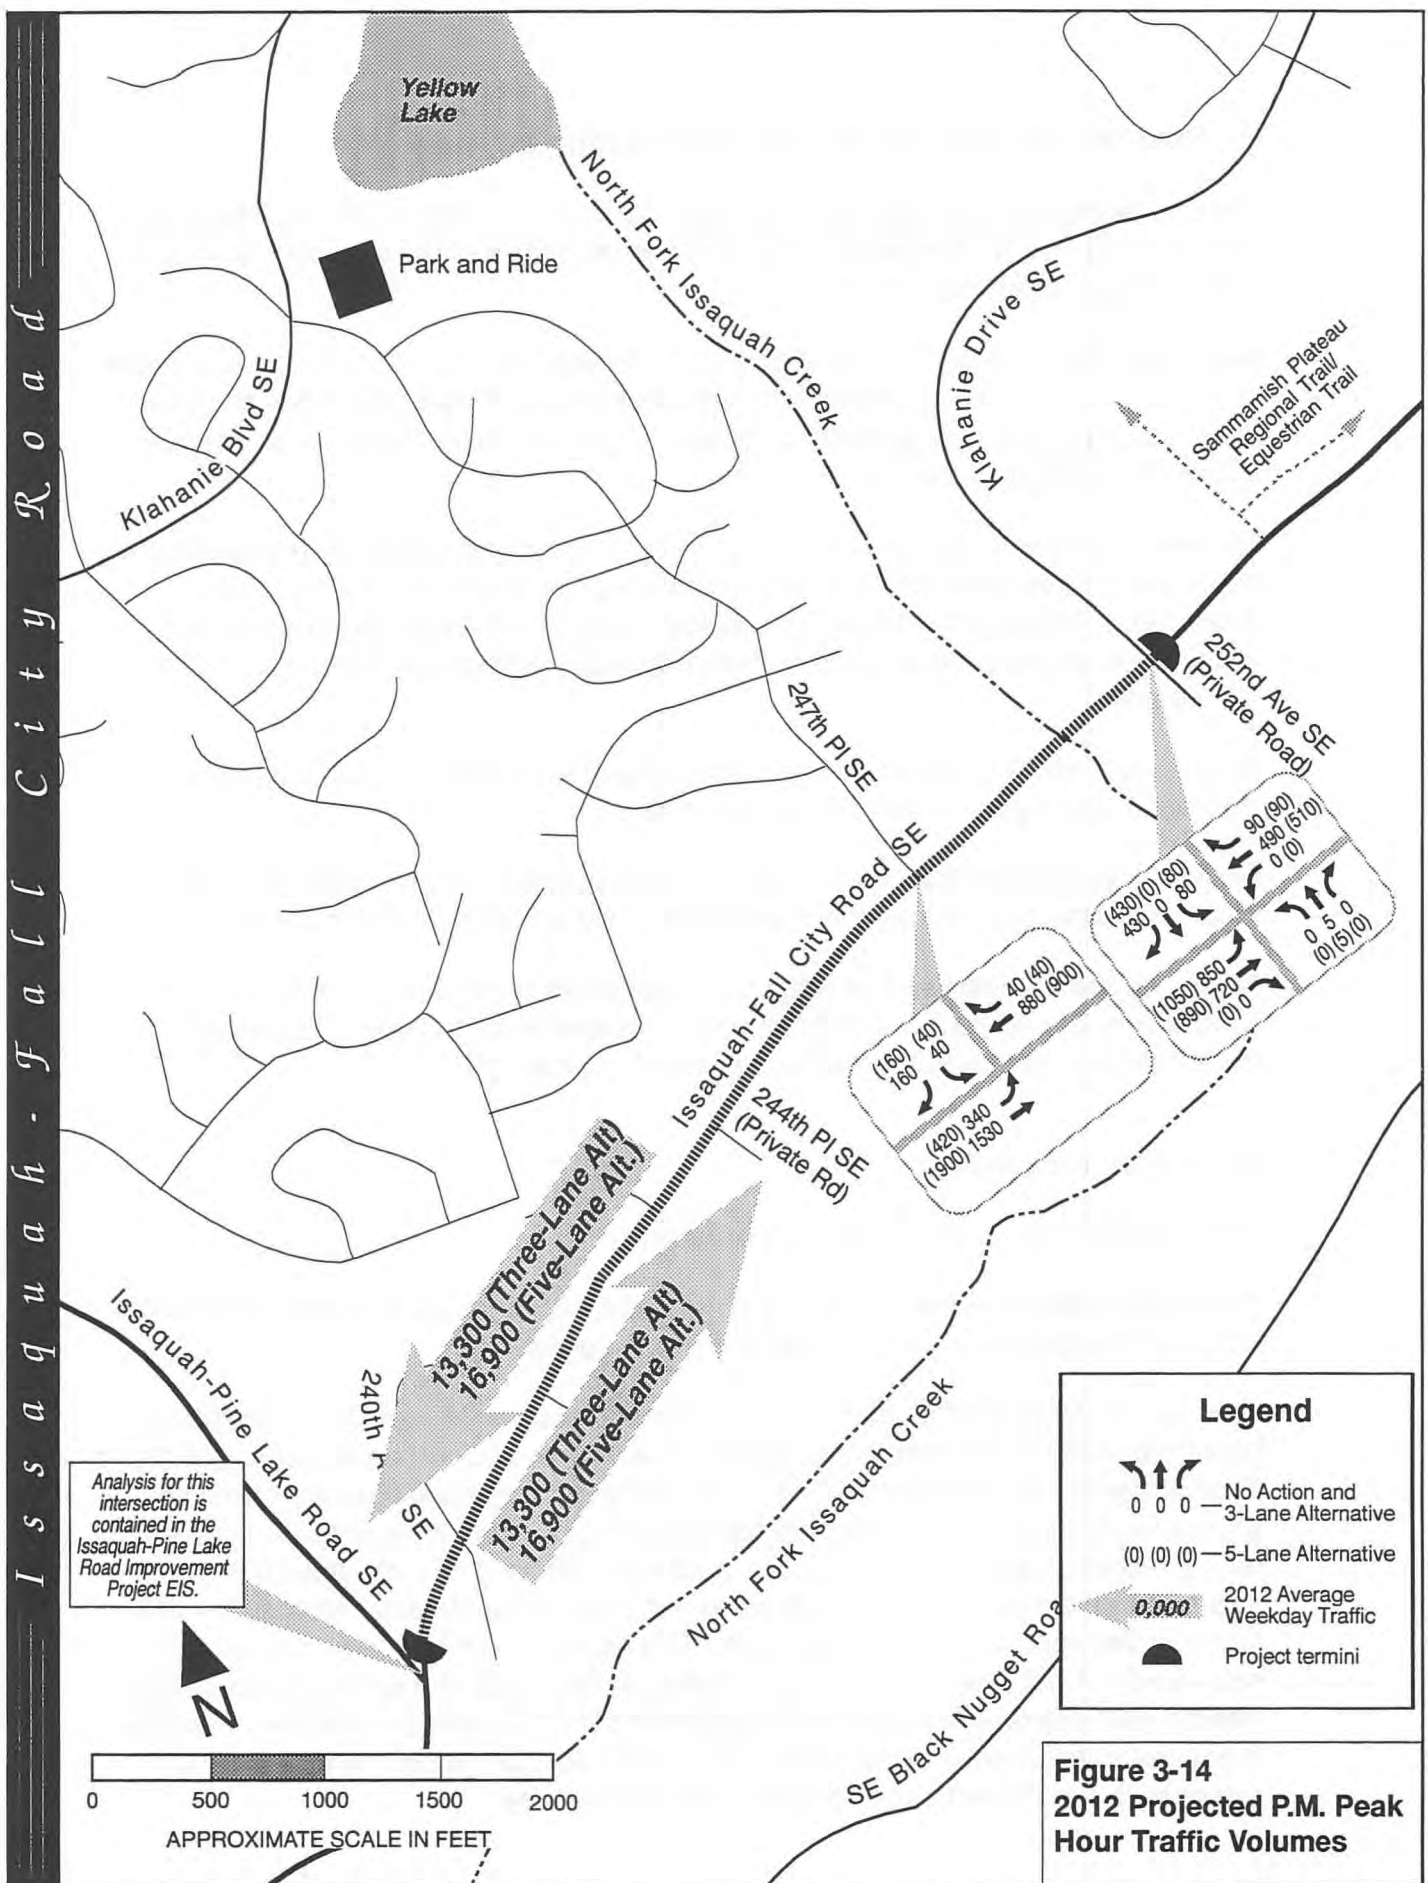 Issaquah-Fall City Road
Yellow
Lake
Park and Ride
North Fork Issaquah Creek
Klahanie Drive SE
Sammamish Plateau
Regional Trail/
Equestrian Trail
Klahanie Blvd SE
252nd Ave SE
(Private Road)
247th Pl SE
Issaquah-Fall City Road SE
90 (90)
490 (510)
0 (0)
(430) (0) (80)
430 0 80
0 5 0
(0) (5) (0)
(1050) 850
(890) 720
(0) 0
40 (40)
880 (900)
(160) (40)
160 40
(420) 340
(1900) 1530
244th Pl SE
(Private Rd)
13,300 (Three-Lane Alt)
16,900 (Five-Lane Alt.)
13,300 (Three-Lane Alt)
16,900 (Five-Lane Alt.)
240th
SE
Issaquah-Pine Lake Road SE
Analysis for this
intersection is
contained in the
Issaquah-Pine Lake
Road Improvement
Project EIS.
North Fork Issaquah Creek
SE Black Nugget Roa
N
0 500 1000 1500 2000
APPROXIMATE SCALE IN FEET
Legend
0 0 0
No Action and
3-Lane Alternative
(0) (0) (0)
5-Lane Alternative
0,000
2012 Average
Weekday Traffic
Project termini
Figure 3-14
2012 Projected P.M. Peak
Hour Traffic Volumes